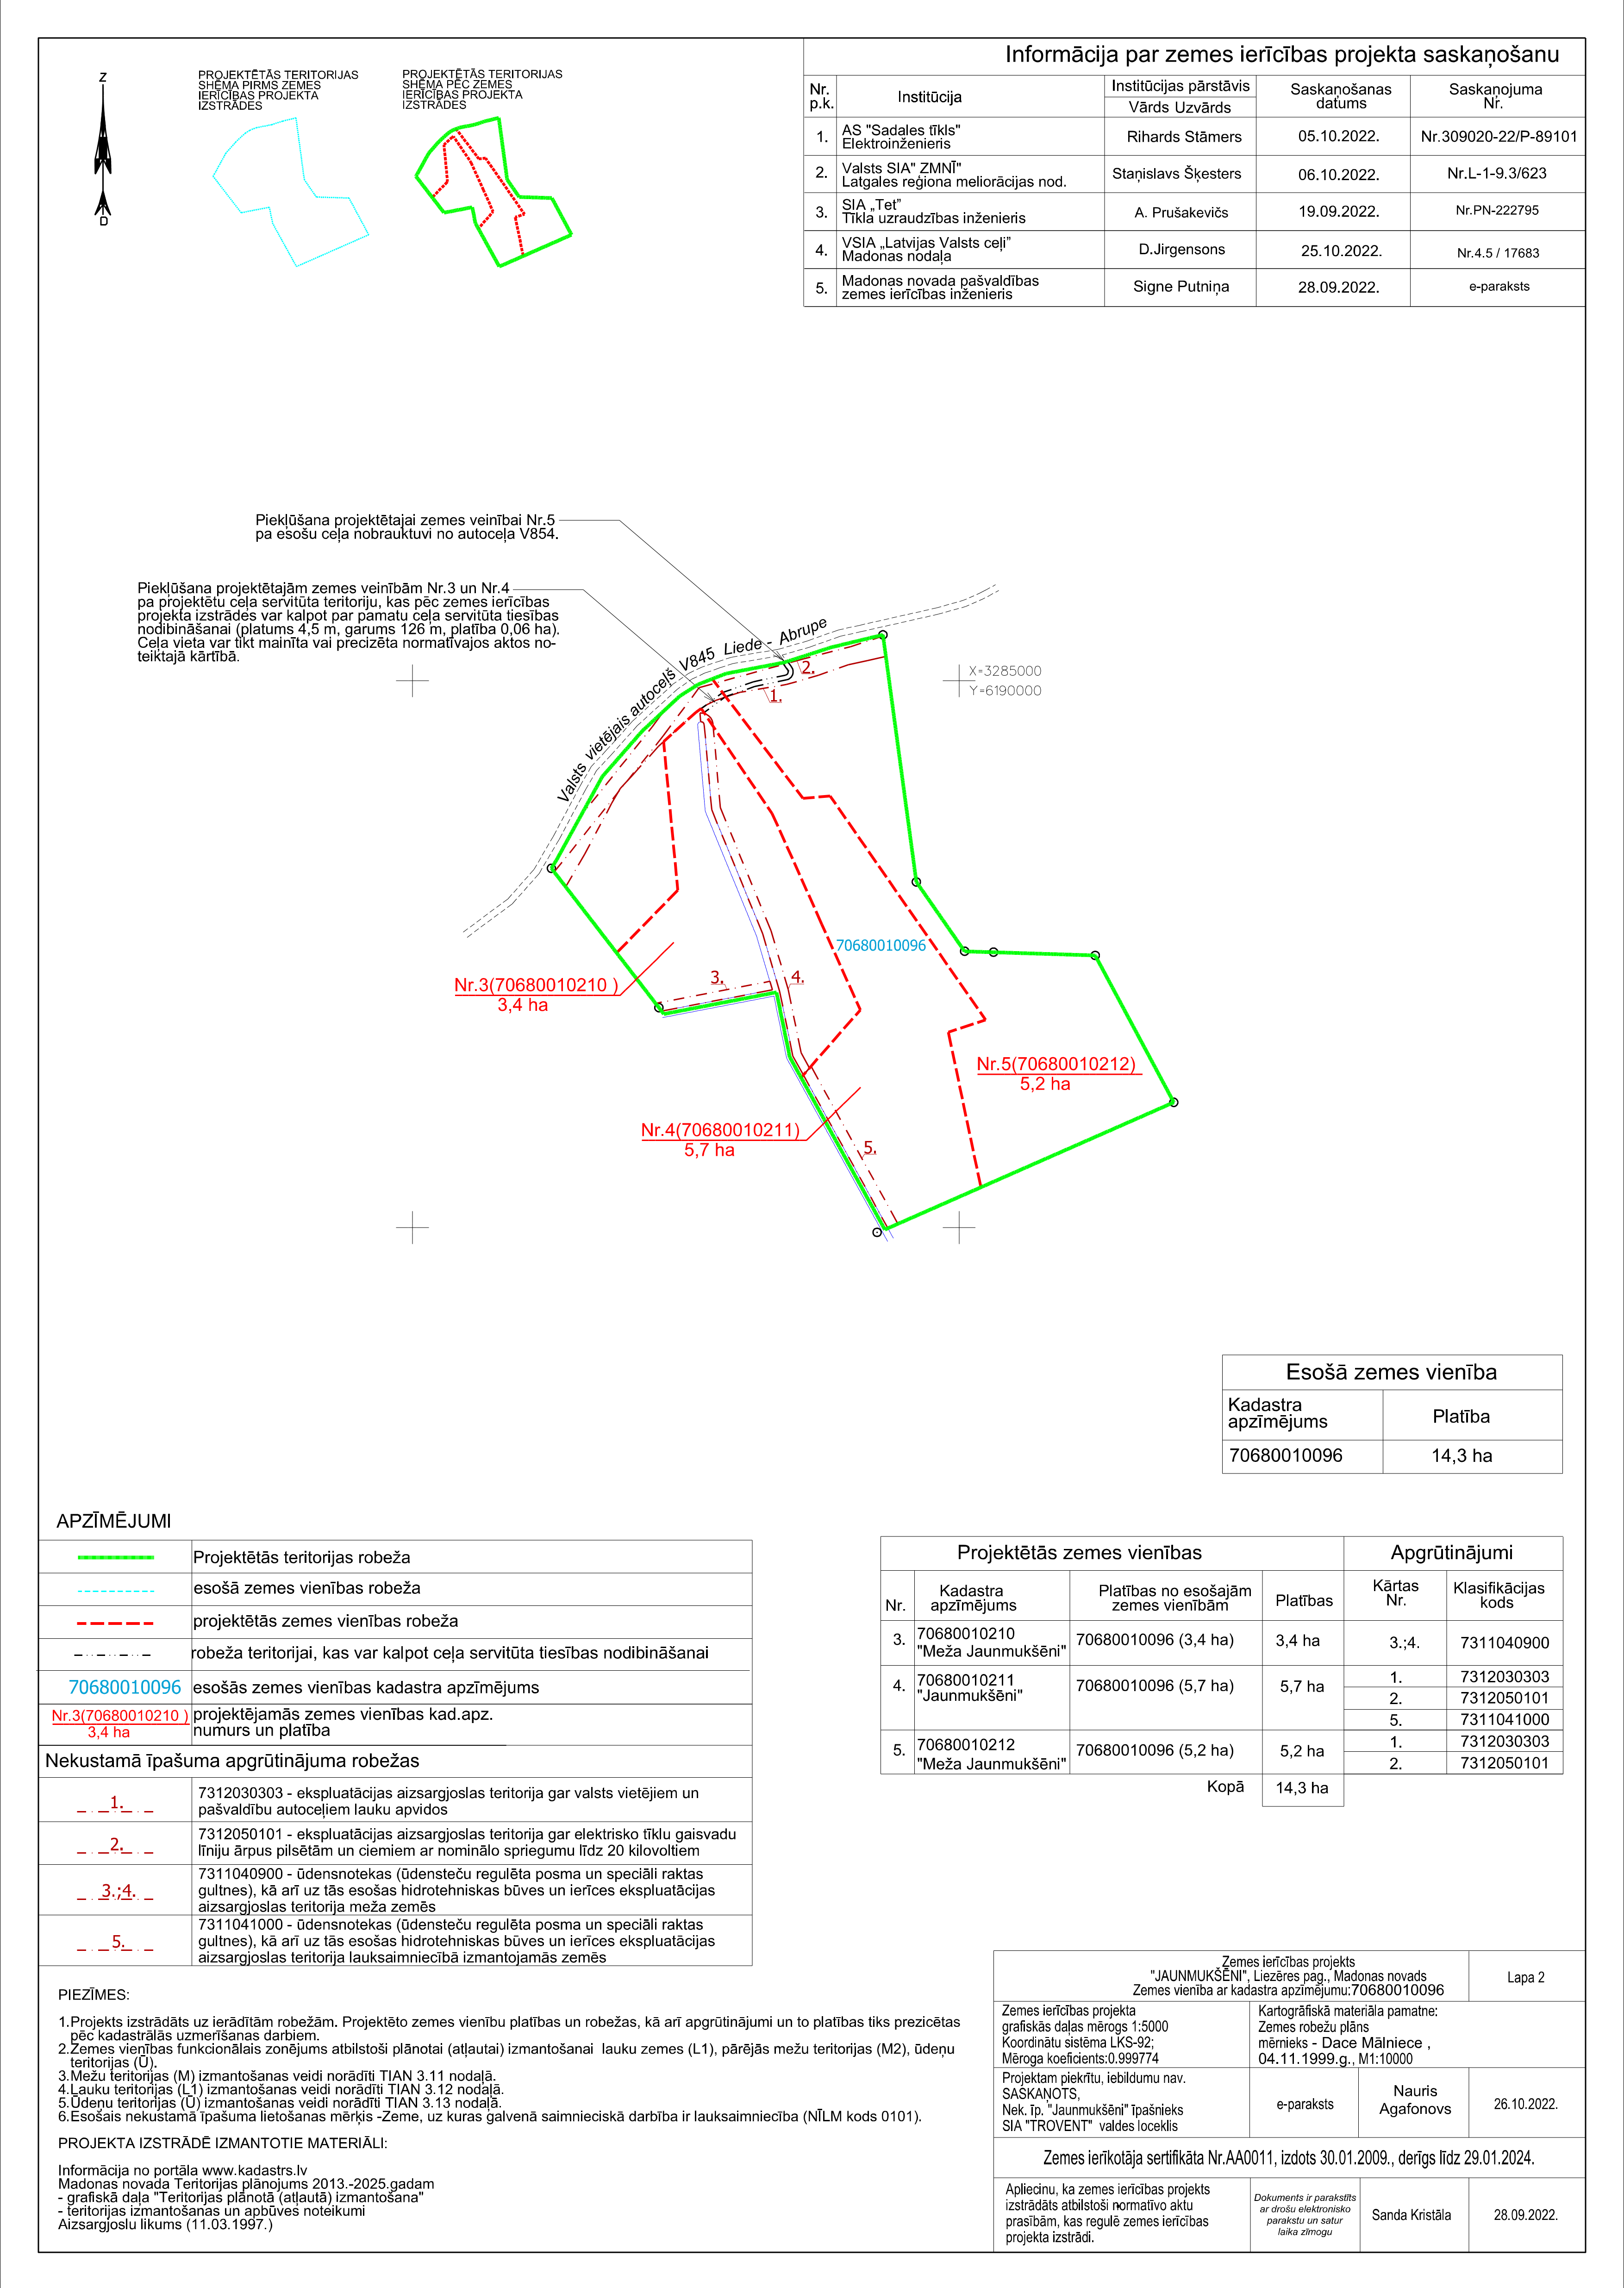 Informācija par zemes ierīcības projekta saskaņošanu
Nr. p.k.
Institūcija
Institūcijas pārstāvis
Vārds Uzvārds
Saskaņošanas datums
Saskaņojuma Nr.
1. AS "Sadales tīkls" Elektroinženieris Rihards Stāmers 05.10.2022. Nr.309020-22/P-89101
2. Valsts SIA" ZMNĪ" Latgales reģiona meliorācijas nod. Staņislavs Šķesters 06.10.2022. Nr.L-1-9.3/623
3. SIA „Tet” Tīkla uzraudzības inženieris A. Prušakevičs 19.09.2022. Nr.PN-222795
4. VSIA „Latvijas Valsts ceļi” Madonas nodaļa D.Jirgensons 25.10.2022. Nr.4.5 / 17683
5. Madonas novada pašvaldības zemes ierīcības inženieris Signe Putniņa 28.09.2022. e-paraksts
Z
D
PROJEKTĒTĀS TERITORIJAS
SHĒMA PIRMS ZEMES
IERĪCĪBAS PROJEKTA
IZSTRĀDES
PROJEKTĒTĀS TERITORIJAS
SHĒMA PĒC ZEMES
IERĪCĪBAS PROJEKTA
IZSTRĀDES
Piekļūšana projektētajai zemes veinībai Nr.5
pa esošu ceļa nobrauktuvi no autoceļa V854.
Piekļūšana projektētajām zemes veinībām Nr.3 un Nr.4
pa projektētu ceļa servitūta teritoriju, kas pēc zemes ierīcības
projekta izstrādes var kalpot par pamatu ceļa servitūta tiesības
nodibināšanai (platums 4,5 m, garums 126 m, platība 0,06 ha).
Ceļa vieta var tikt mainīta vai precizēta normatīvajos aktos no-
teiktajā kārtībā.
Valsts vietējais autoceļš V845 Liede - Abrupe
2.
1.
X=3285000
Y=6190000
70680010096
3.
4.
Nr.3(70680010210 )
3,4 ha
Nr.5(70680010212)
5,2 ha
Nr.4(70680010211)
5,7 ha
5.
Esošā zemes vienība
Kadastra apzīmējums
Platība
70680010096 14,3 ha
APZĪMĒJUMI
Projektētās teritorijas robeža
esošā zemes vienības robeža
projektētās zemes vienības robeža
robeža teritorijai, kas var kalpot ceļa servitūta tiesības nodibināšanai
70680010096 esošās zemes vienības kadastra apzīmējums
Nr.3(70680010210 ) 3,4 ha
projektējamās zemes vienības kad.apz.
numurs un platība
Nekustamā īpašuma apgrūtinājuma robežas
1. 7312030303 - ekspluatācijas aizsargjoslas teritorija gar valsts vietējiem un
pašvaldību autoceļiem lauku apvidos
2. 7312050101 - ekspluatācijas aizsargjoslas teritorija gar elektrisko tīklu gaisvadu
līniju ārpus pilsētām un ciemiem ar nominālo spriegumu līdz 20 kilovoltiem
3.;4. 7311040900 - ūdensnotekas (ūdensteču regulēta posma un speciāli raktas
gultnes), kā arī uz tās esošas hidrotehniskas būves un ierīces ekspluatācijas
aizsargjoslas teritorija meža zemēs
5. 7311041000 - ūdensnotekas (ūdensteču regulēta posma un speciāli raktas
gultnes), kā arī uz tās esošas hidrotehniskas būves un ierīces ekspluatācijas
aizsargjoslas teritorija lauksaimniecībā izmantojamās zemēs
Projektētās zemes vienības
Apgrūtinājumi
Nr.
Kadastra apzīmējums
Platības no esošajām zemes vienībām
Platības
Kārtas Nr.
Klasifikācijas kods
3. 70680010210 "Meža Jaunmukšēni" 70680010096 (3,4 ha) 3,4 ha 3.;4. 7311040900
4. 70680010211 "Jaunmukšēni" 70680010096 (5,7 ha) 5,7 ha 1. 7312030303
2. 7312050101
5. 7311041000
5. 70680010212 "Meža Jaunmukšēni" 70680010096 (5,2 ha) 5,2 ha 1. 7312030303
2. 7312050101
Kopā 14,3 ha
PIEZĪMES:
1.Projekts izstrādāts uz ierādītām robežām. Projektēto zemes vienību platības un robežas, kā arī apgrūtinājumi un to platības tiks prezicētas
pēc kadastrālās uzmerīšanas darbiem.
2.Zemes vienības funkcionālais zonējums atbilstoši plānotai (atļautai) izmantošanai lauku zemes (L1), pārējās mežu teritorijas (M2), ūdeņu
teritorijas (Ū).
3.Mežu teritorijas (M) izmantošanas veidi norādīti TIAN 3.11 nodaļā.
4.Lauku teritorijas (L1) izmantošanas veidi norādīti TIAN 3.12 nodaļā.
5.Ūdeņu teritorijas (Ū) izmantošanas veidi norādīti TIAN 3.13 nodaļā.
6.Esošais nekustamā īpašuma lietošanas mērķis -Zeme, uz kuras galvenā saimnieciskā darbība ir lauksaimniecība (NĪLM kods 0101).
PROJEKTA IZSTRĀDĒ IZMANTOTIE MATERIĀLI:
Informācija no portāla www.kadastrs.lv
Madonas novada Teritorijas plānojums 2013.-2025.gadam
- grafiskā daļa "Teritorijas plānotā (atļautā) izmantošana"
- teritorijas izmantošanas un apbūves noteikumi
Aizsargjoslu likums (11.03.1997.)
Zemes ierīcības projekts
"JAUNMUKŠĒNI", Liezēres pag., Madonas novads
Zemes vienība ar kadastra apzīmējumu:70680010096
Lapa 2
Zemes ierīcības projekta
grafiskās daļas mērogs 1:5000
Koordinātu sistēma LKS-92;
Mēroga koeficients:0.999774
Kartogrāfiskā materiāla pamatne:
Zemes robežu plāns
mērnieks - Dace Mālniece ,
04.11.1999.g., M1:10000
Projektam piekrītu, iebildumu nav.
SASKAŅOTS,
Nek. īp. "Jaunmukšēni" īpašnieks
SIA "TROVENT" valdes loceklis
e-paraksts
Nauris
Agafonovs
26.10.2022.
Zemes ierīkotāja sertifikāta Nr.AA0011, izdots 30.01.2009., derīgs līdz 29.01.2024.
Apliecinu, ka zemes ierīcības projekts
izstrādāts atbilstoši normatīvo aktu
prasībām, kas regulē zemes ierīcības
projekta izstrādi.
Dokuments ir parakstīts
ar drošu elektronisko
parakstu un satur
laika zīmogu
Sanda Kristāla
28.09.2022.